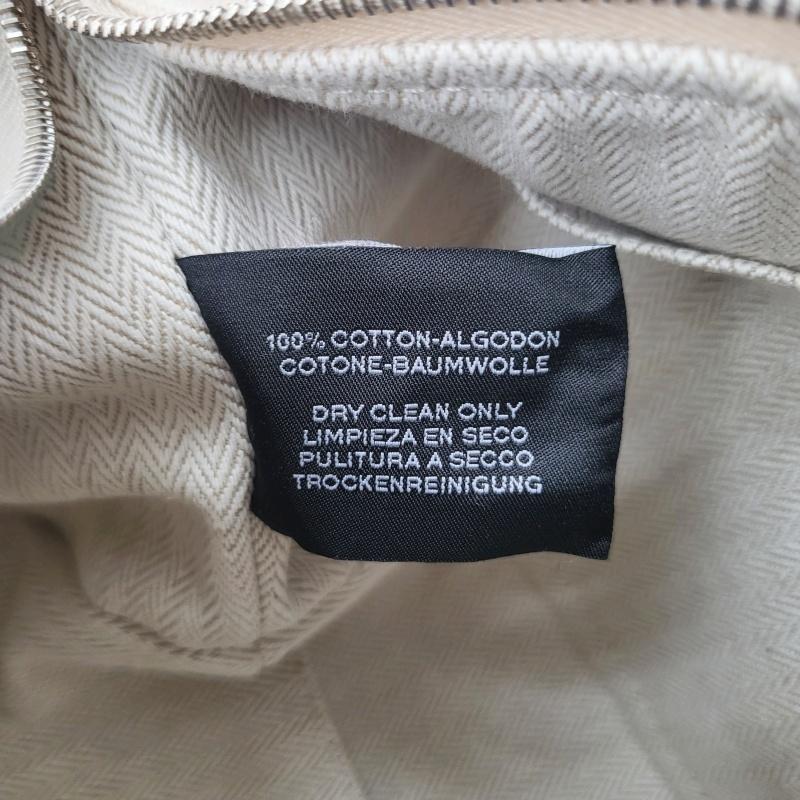 100% COTTON-ALGODON
COTONE-BAUMWOLLE
DRY CLEAN ONLY
LIMPIEZA EN SECO
PULITURA A SECCO
TROCKENREINIGUNG